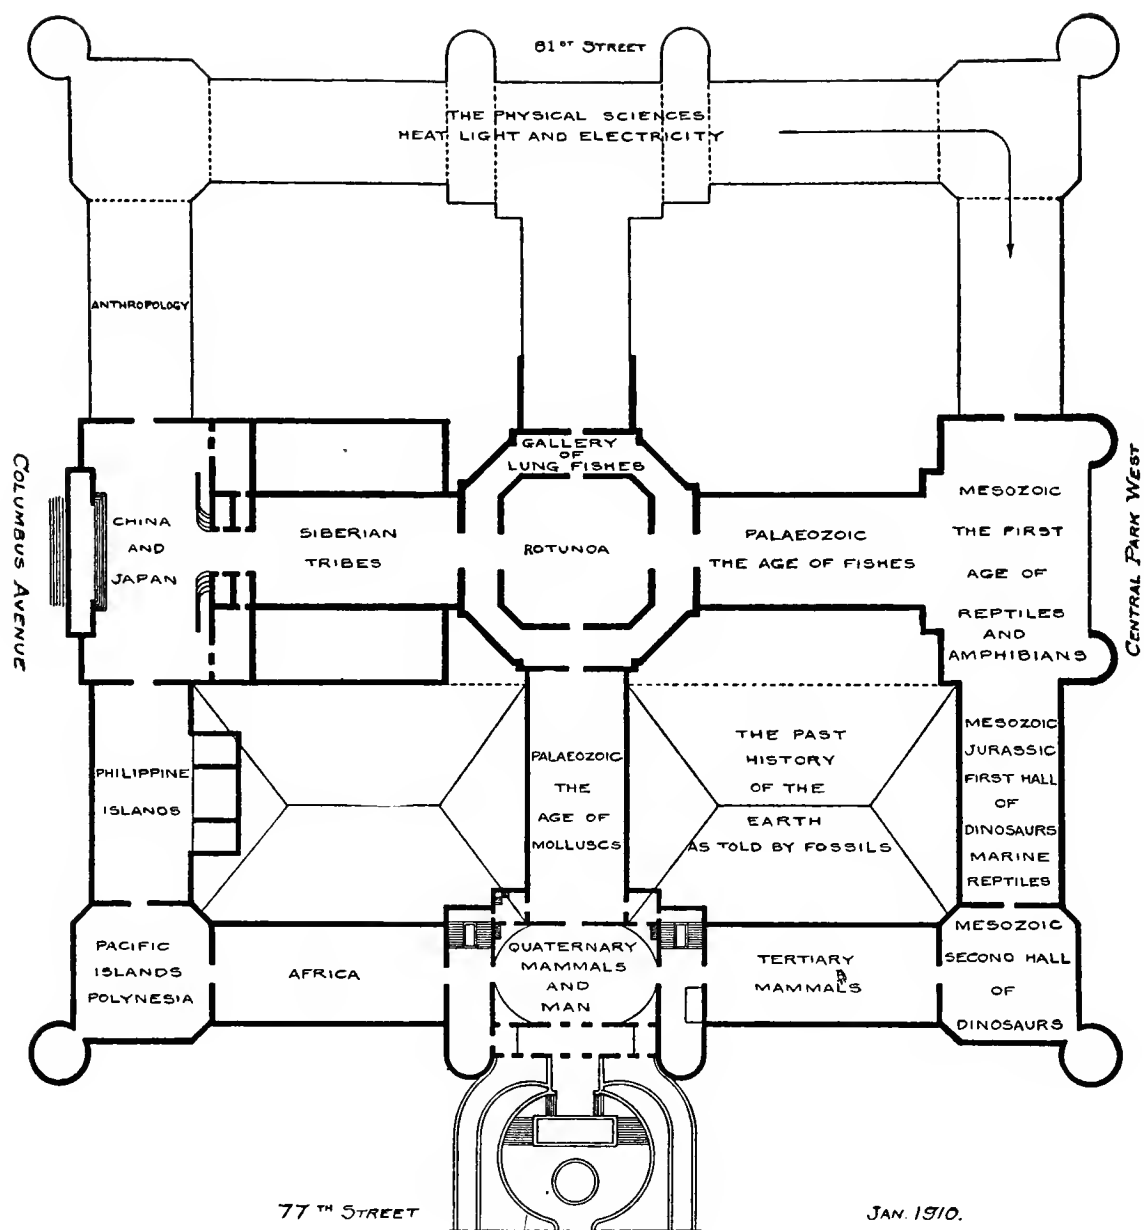 81ST STREET
THE PHYSICAL SCIENCES
HEAT LIGHT AND ELECTRICITY
ANTHROPOLOGY
COLUMBUS AVENUE
CENTRAL PARK WEST
GALLERY
OF
LUNG FISHES
CHINA
AND
JAPAN
SIBERIAN
TRIBES
ROTUNDA
PALAEOZOIC
THE AGE OF FISHES
MESOZOIC
THE FIRST
AGE OF
REPTILES
AND
AMPHIBIANS
PHILIPPINE
ISLANDS
PALAEOZOIC
THE
AGE OF
MOLLUSCS
THE PAST
HISTORY
OF THE
EARTH
AS TOLD BY FOSSILS
MESOZOIC
JURASSIC
FIRST HALL
OF
DINOSAURS
MARINE
REPTILES
PACIFIC
ISLANDS
POLYNESIA
AFRICA
QUATERNARY
MAMMALS
AND
MAN
TERTIARY
MAMMALS
MESOZOIC
SECOND HALL
OF
DINOSAURS
77TH STREET
JAN. 1910.